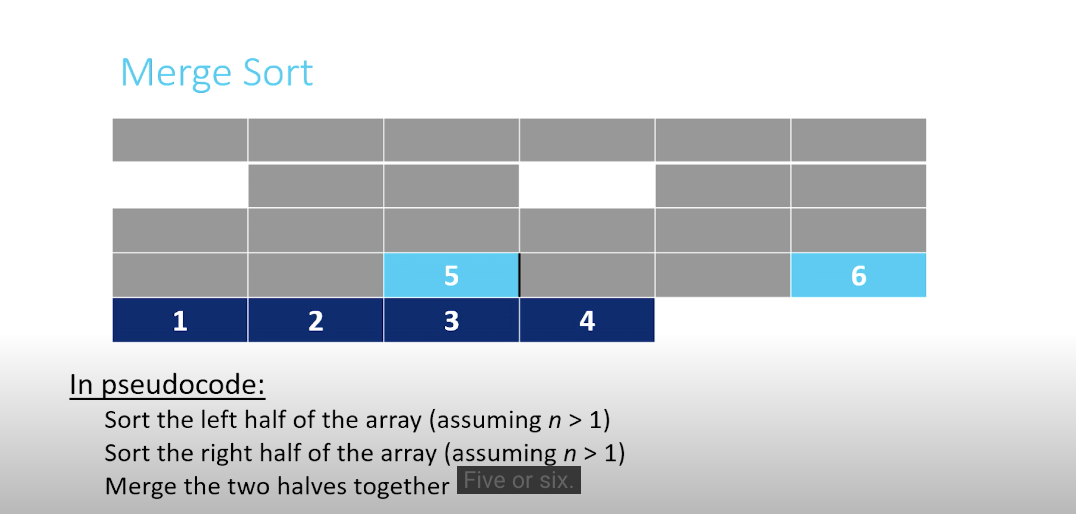 Merge Sort
5 6
1 2 3 4
In pseudocode:
Sort the left half of the array (assuming n > 1)
Sort the right half of the array (assuming n > 1)
Merge the two halves together Five or six.